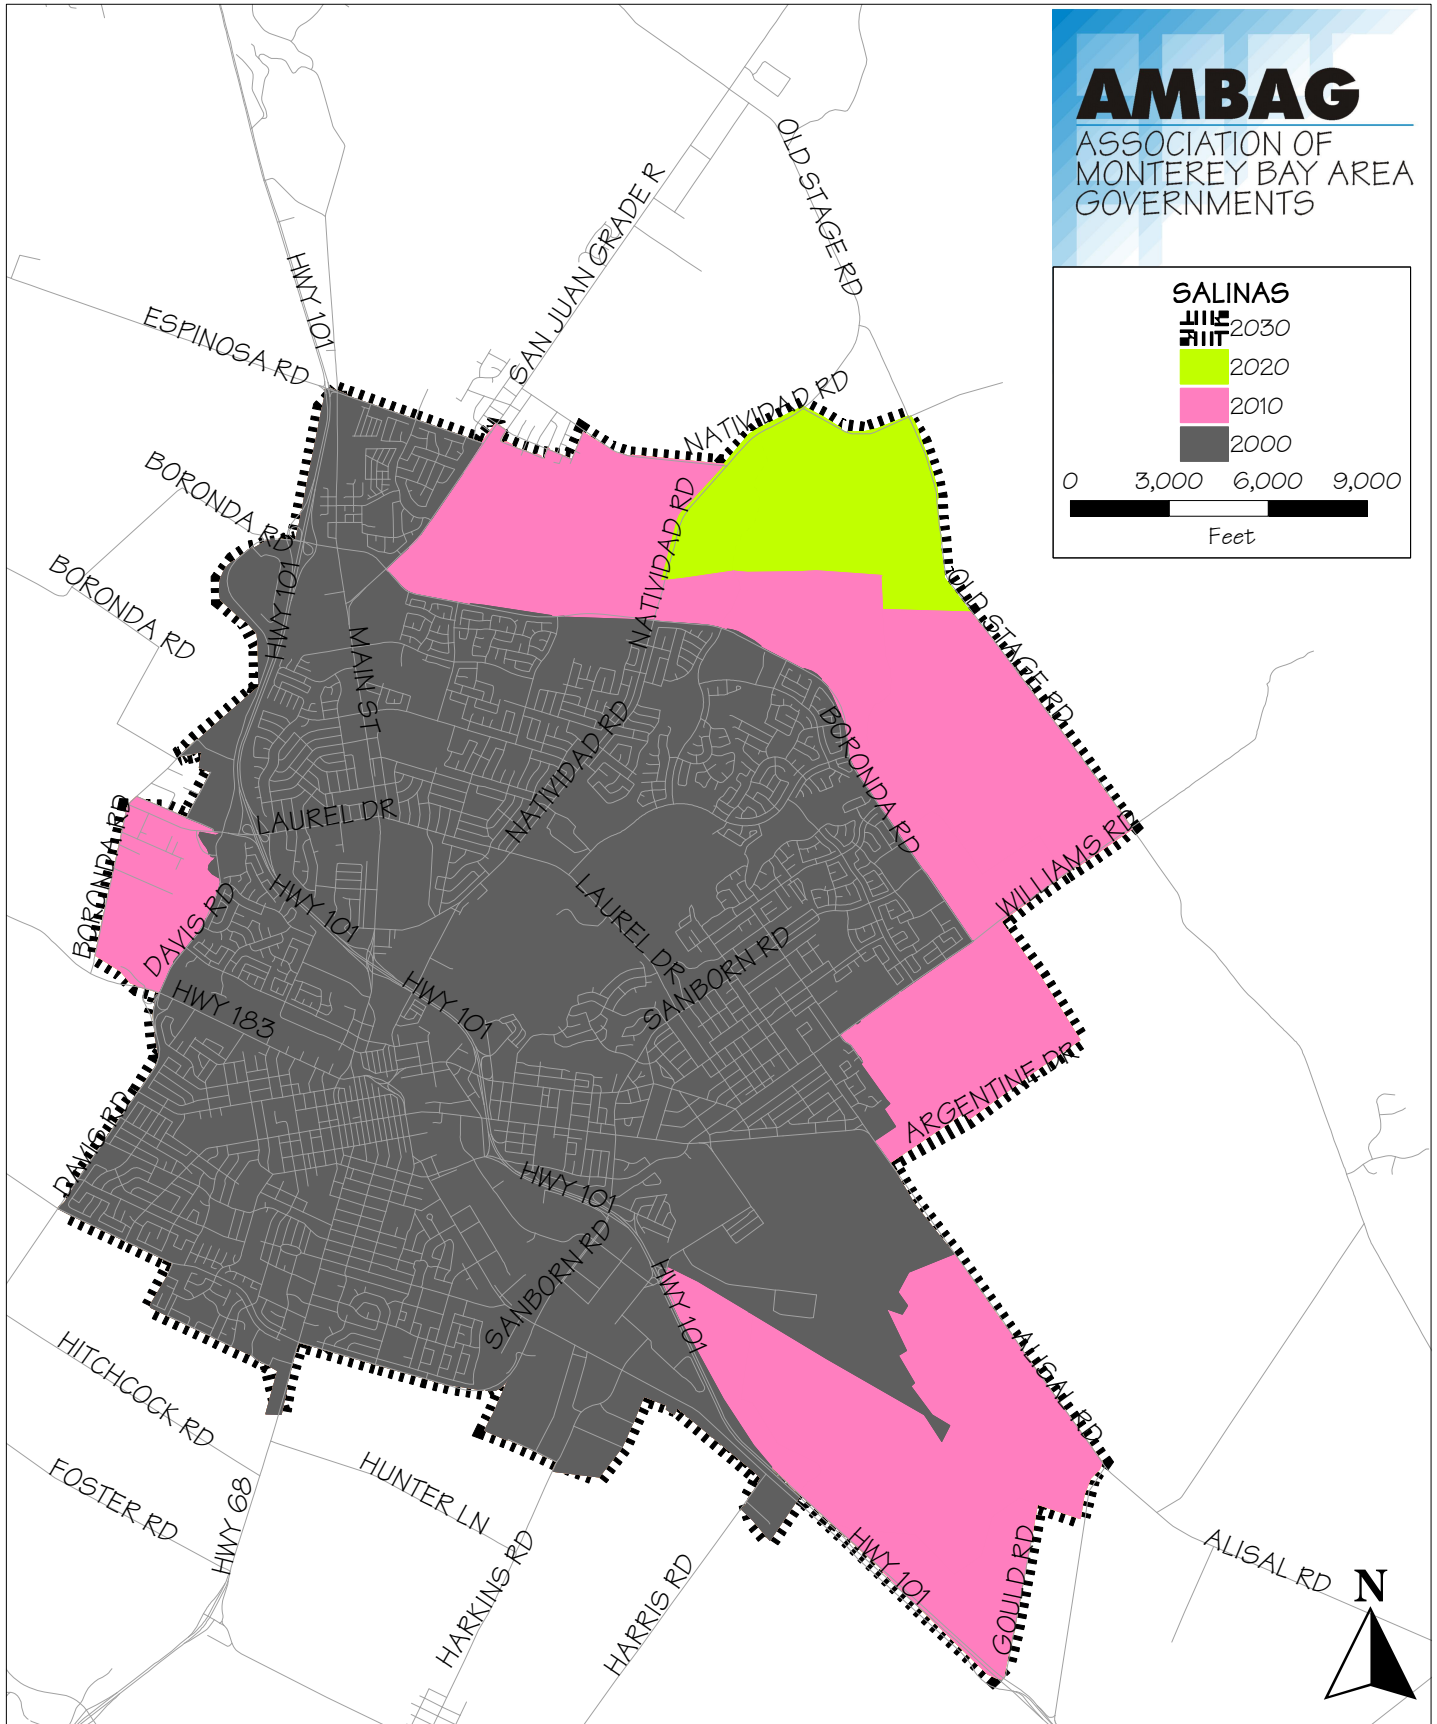 AMBAG
ASSOCIATION OF
MONTEREY BAY AREA
GOVERNMENTS
SALINAS
2030
2020
2010
2000
0 3,000 6,000 9,000
Feet
OLD STAGE RD
SAN JUAN GRADE R
HWY 101
ESPINOSA RD
NATIVIDAD RD
BORONDA RD
NATIVIDAD RD
BORONDA RD
HWY 101
OLD STAGE RD
MAIN ST
NATIVIDAD RD
BORONDA RD
LAUREL DR
BORONDA RD
WILLIAMS RD
HWY 101
DAVIS RD
LAUREL DR
SANBORN RD
HWY 183
HWY 101
ARGENTINE DR
DAVIS RD
HWY 101
SANBORN RD
HWY 101
HITCHCOCK RD
ALISAL RD
FOSTER RD
HWY 68
HUNTER LN
HARKINS RD
HARRIS RD
HWY 101
GOULD RD
ALISAL RD
N